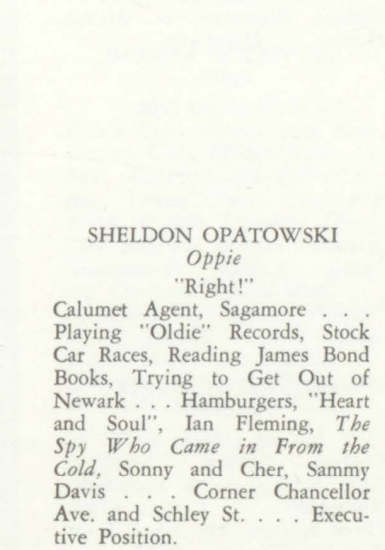 SHELDON OPATOWSKI
Oppie
"Right!"
Calumet Agent, Sagamore . . .
Playing "Oldie" Records, Stock
Car Races, Reading James Bond
Books, Trying to Get Out of
Newark . . . Hamburgers, "Heart
and Soul", Ian Fleming, The
Spy Who Came in From the
Cold, Sonny and Cher, Sammy
Davis . . . Corner Chancellor
Ave. and Schley St. . . . Execu-
tive Position.